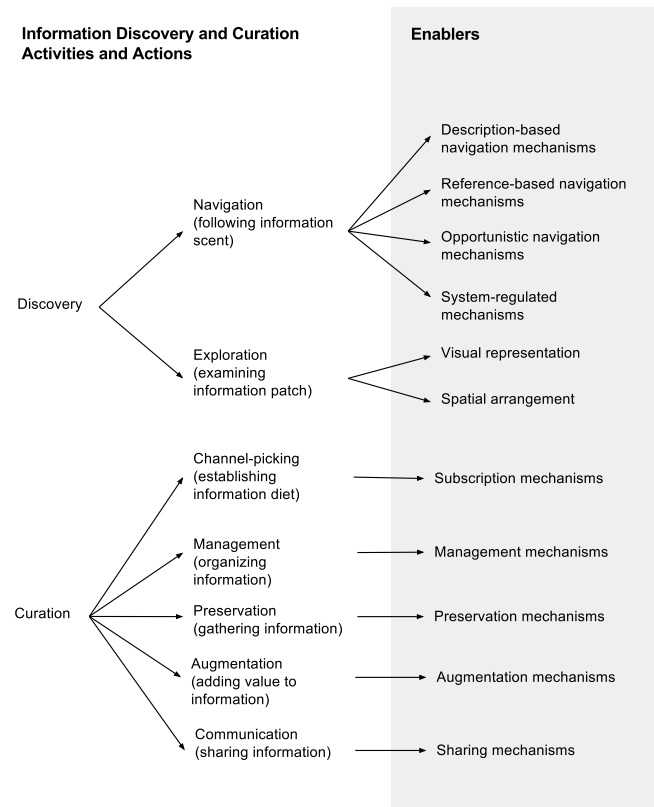 Information Discovery and Curation
Activities and Actions
Enablers
Description-based
navigation mechanisms
Navigation
(following information
scent)
Reference-based navigation
mechanisms
Opportunistic navigation
mechanisms
System-regulated
mechanisms
Discovery
Exploration
(examining
information patch)
Visual representation
Spatial arrangement
Channel-picking
(establishing
information diet)
Subscription mechanisms
Management
(organizing
information)
Management mechanisms
Curation
Preservation
(gathering information)
Preservation mechanisms
Augmentation
(adding value to
information)
Augmentation mechanisms
Communication
(sharing information)
Sharing mechanisms